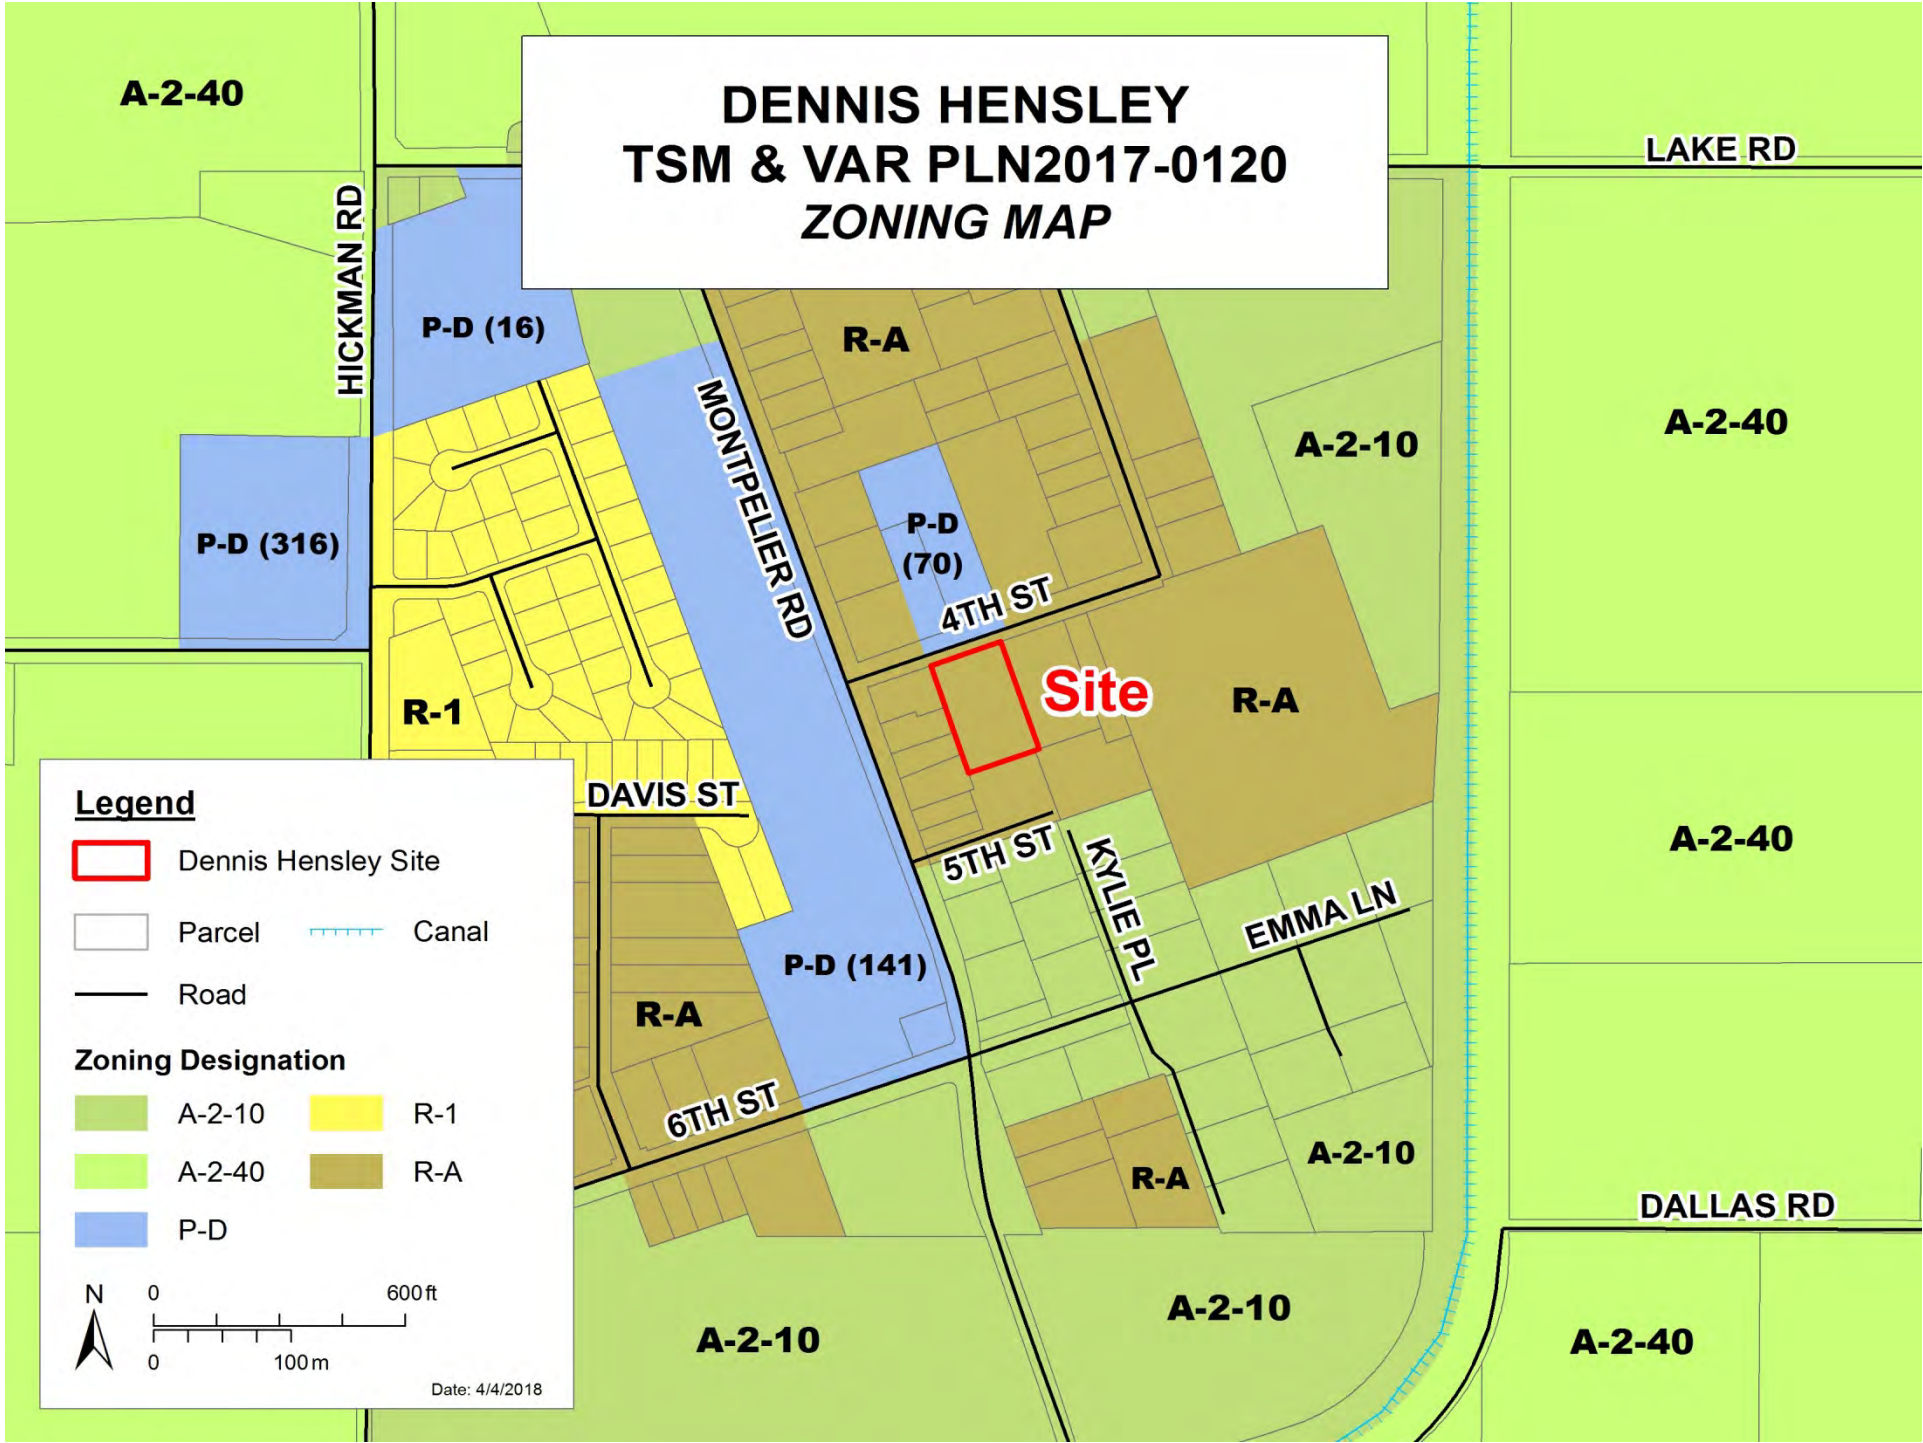 DENNIS HENSLEY
TSM & VAR PLN2017-0120
ZONING MAP
A-2-40
LAKE RD
HICKMAN RD
P-D (16)
R-A
MONTPELIER RD
A-2-10
A-2-40
P-D (316)
P-D
(70)
4TH ST
Site
R-A
R-1
DAVIS ST
5TH ST
KYLIE PL
EMMA LN
A-2-40
P-D (141)
R-A
6TH ST
R-A
A-2-10
DALLAS RD
A-2-10
A-2-10
A-2-40
Legend
Dennis Hensley Site
Parcel
Canal
Road
Zoning Designation
A-2-10
R-1
A-2-40
R-A
P-D
N
0
600 ft
0
100 m
Date: 4/4/2018